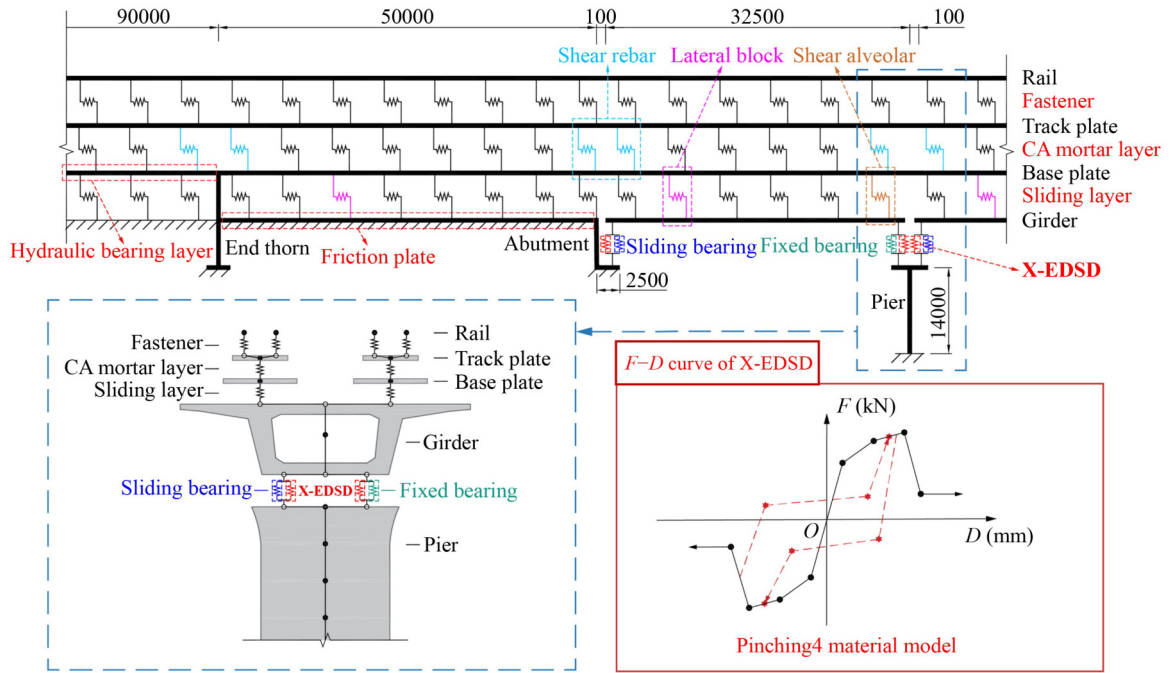 90000
50000
100
32500
100
Shear rebar
Lateral block
Shear alveolar
Rail
Fastener
Track plate
CA mortar layer
Base plate
Sliding layer
Girder
Hydraulic bearing layer
End thorn
Friction plate
Abutment
Sliding bearing
Fixed bearing
X-EDSD
2500
Pier
14000
Fastener
CA mortar layer
Sliding layer
Rail
Track plate
Base plate
Girder
Sliding bearing
X-EDSD
Fixed bearing
Pier
F−D curve of X-EDSD
F (kN)
O
D (mm)
Pinching4 material model